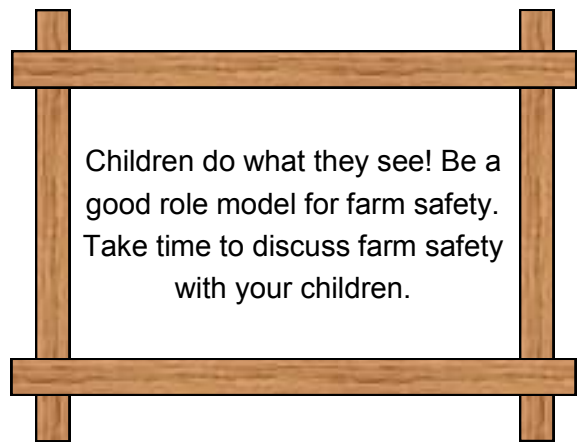 Children do what they see! Be a
good role model for farm safety.
Take time to discuss farm safety
with your children.